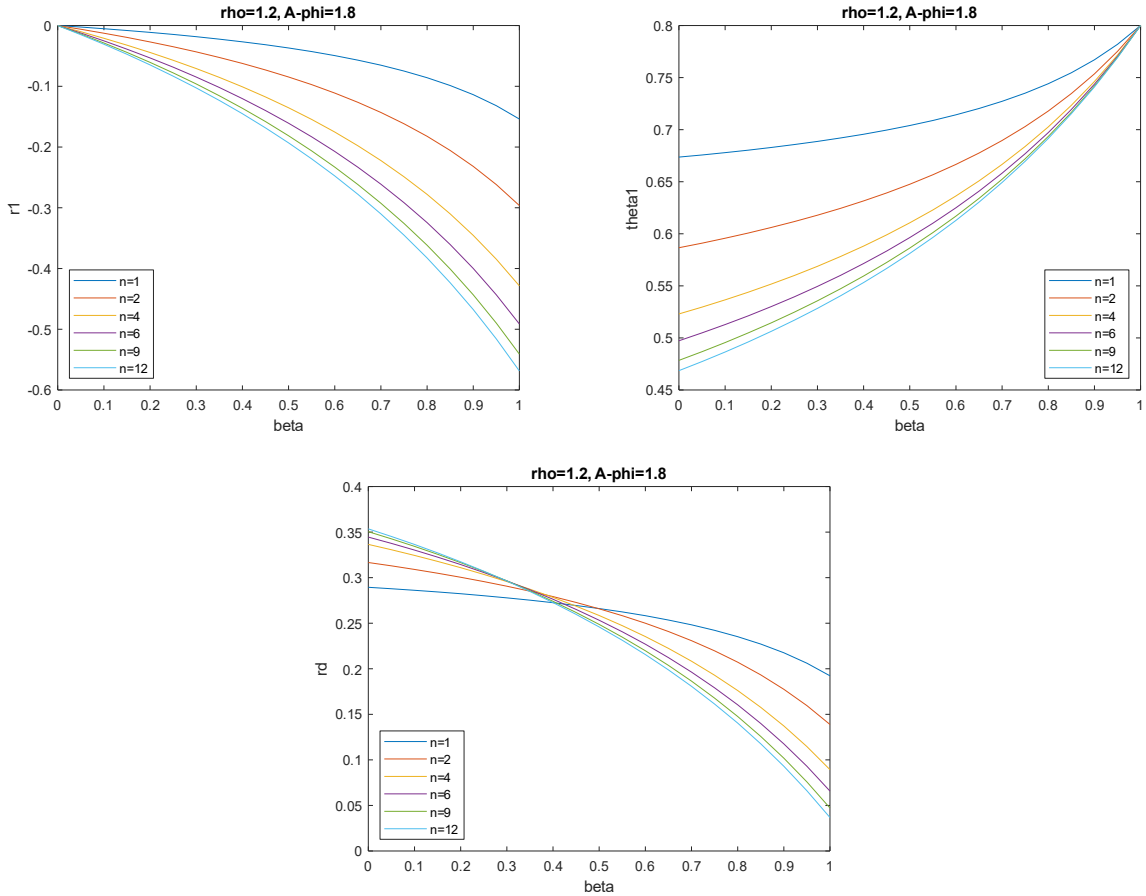 rho=1.2, A-phi=1.8
0
-0.1
-0.2
-0.3
-0.4
-0.5
-0.6
r1
n=1
n=2
n=4
n=6
n=9
n=12
0 0.1 0.2 0.3 0.4 0.5 0.6 0.7 0.8 0.9 1
beta
rho=1.2, A-phi=1.8
0.8
0.75
0.7
0.65
0.6
0.55
0.5
0.45
theta1
n=1
n=2
n=4
n=6
n=9
n=12
0 0.1 0.2 0.3 0.4 0.5 0.6 0.7 0.8 0.9 1
beta
rho=1.2, A-phi=1.8
0.4
0.35
0.3
0.25
0.2
0.15
0.1
0.05
0
rd
n=1
n=2
n=4
n=6
n=9
n=12
0 0.1 0.2 0.3 0.4 0.5 0.6 0.7 0.8 0.9 1
beta